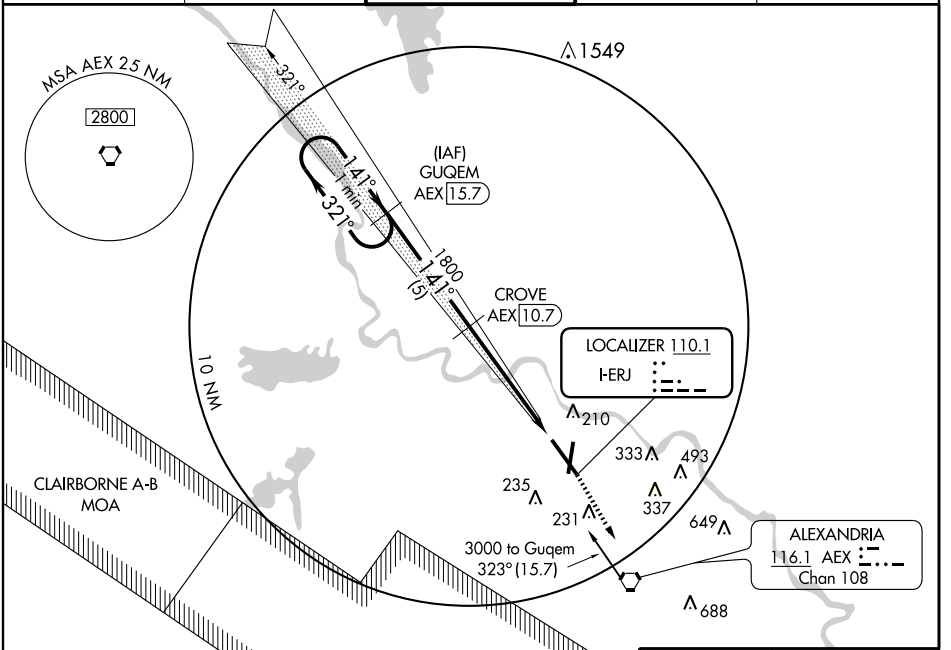 MSA AEX 25 NM
2800
1549
321°
(IAF)
GUQEM
AEX 15.7
141°
1 min
321°
1800
141°
(5)
CROVE
AEX 10.7
LOCALIZER 110.1
I-ERJ
10 NM
210
333
493
337
235
231
649
CLAIRBORNE A-B
MOA
3000 to Guqem
323° (15.7)
ALEXANDRIA
116.1 AEX
Chan 108
688